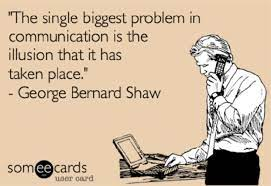 "The single biggest problem in
communication is the
illusion that it has
taken place."
- George Bernard Shaw
someecards
user card